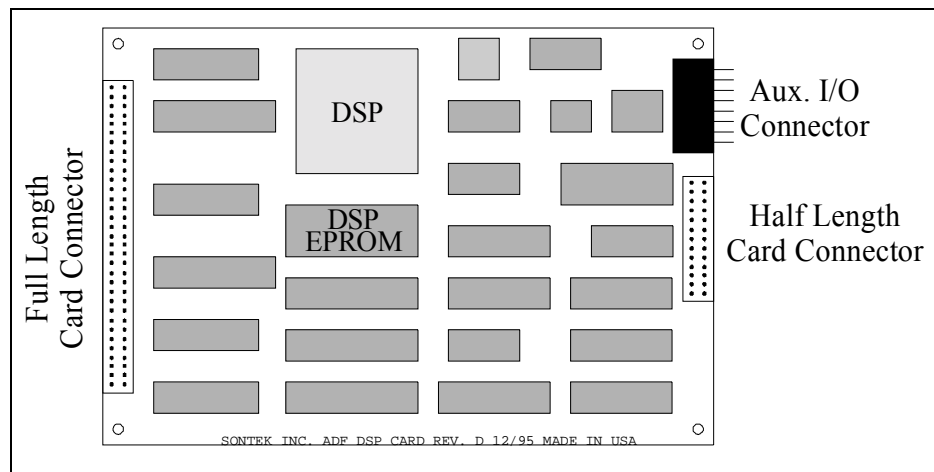 DSP
Aux. I/O
Connector
DSP
EPROM
Half Length
Card Connector
Full Length
Card Connector
SONTEK INC. ADF DSP CARD REV. D 12/95 MADE IN USA